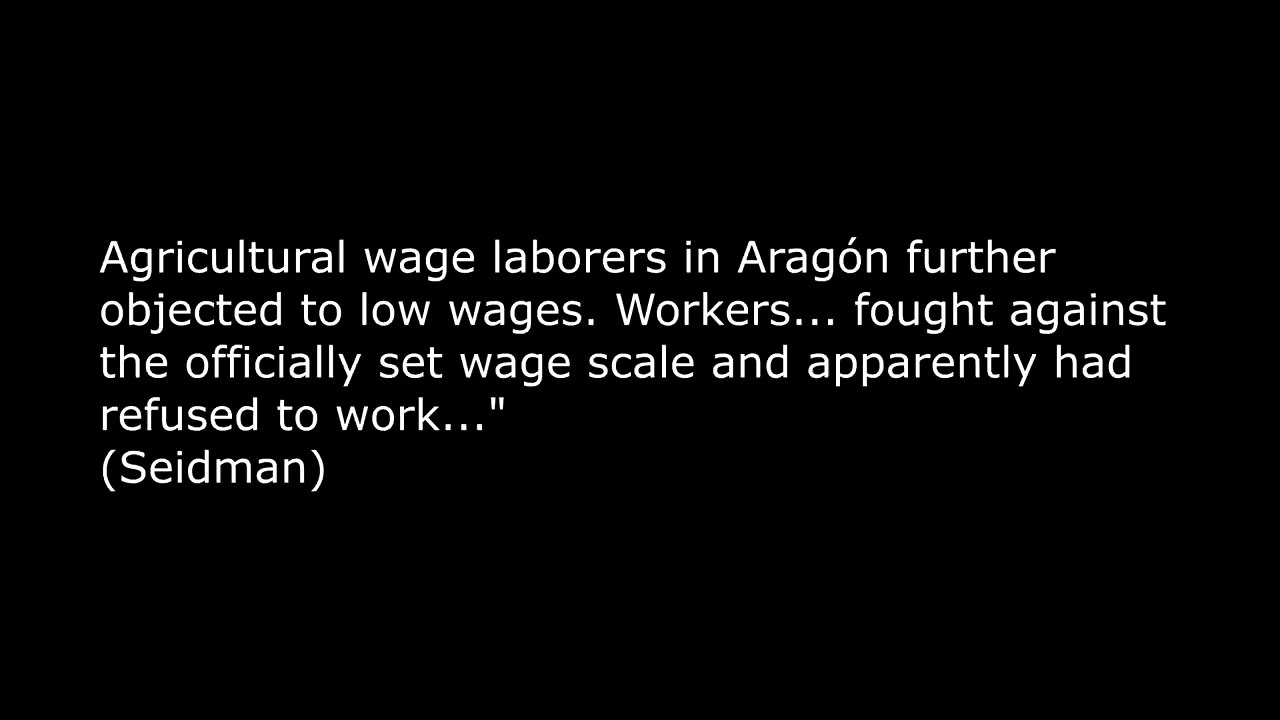 Agricultural wage laborers in Aragón further
objected to low wages. Workers... fought against
the officially set wage scale and apparently had
refused to work..."
(Seidman)